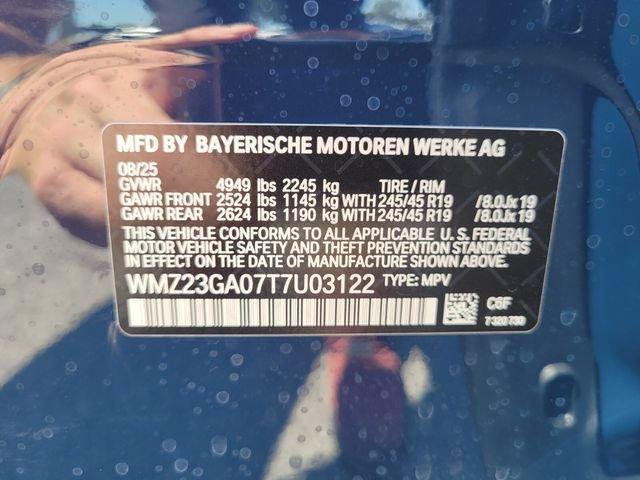 MFD BY BAYERISCHE MOTOREN WERKE AG
08/25
GVWR 4949 lbs 2245 kg TIRE / RIM
GAWR FRONT 2524 lbs 1145 kg WITH 245/45 R19 /8.0Jx19
GAWR REAR 2624 lbs 1190 kg WITH 245/45 R19 /8.0Jx19
THIS VEHICLE CONFORMS TO ALL APPLICABLE U. S. FEDERAL
MOTOR VEHICLE SAFETY AND THEFT PREVENTION STANDARDS
IN EFFECT ON THE DATE OF MANUFACTURE SHOWN ABOVE.
WMZ23GA07T7U03122 TYPE: MPV
C6F
7 320 730